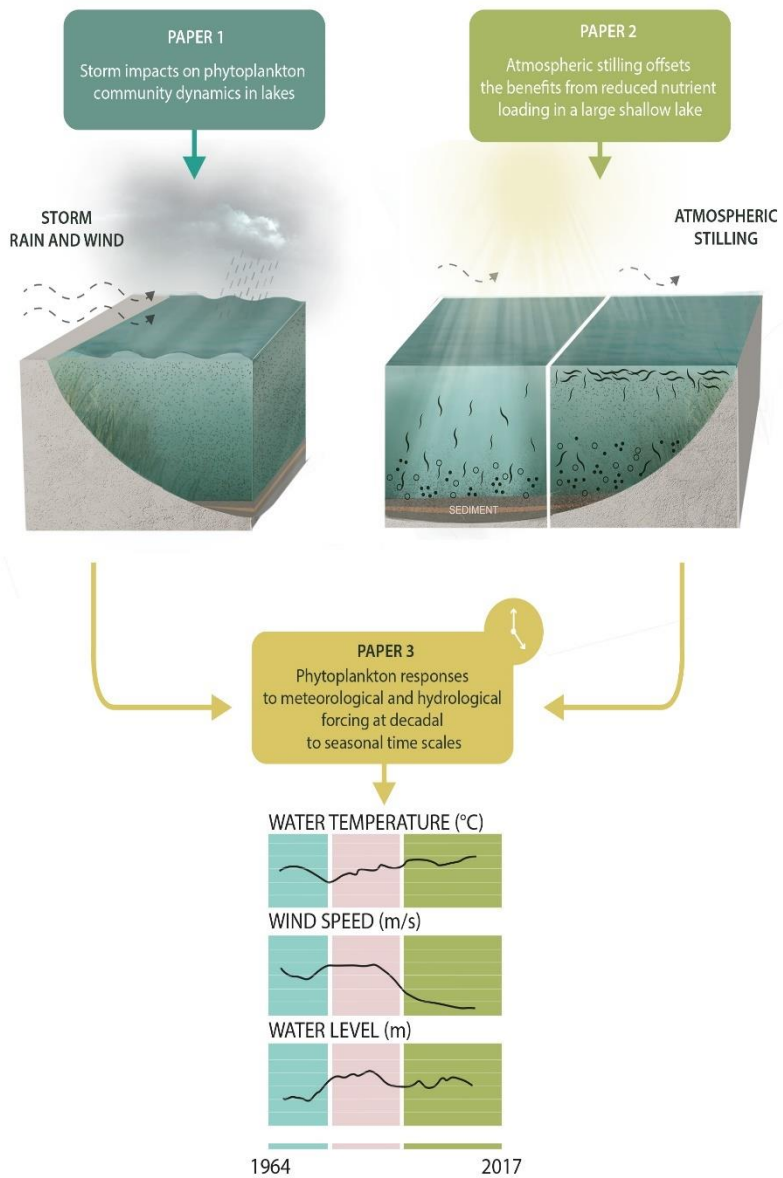 PAPER 1
Storm impacts on phytoplankton
community dynamics in lakes
PAPER 2
Atmospheric stilling offsets
the benefits from reduced nutrient
loading in a large shallow lake
STORM
RAIN AND WIND
ATMOSPHERIC
STILLING
SEDIMENT
PAPER 3
Phytoplankton responses
to meteorological and hydrological
forcing at decadal
to seasonal time scales
WATER TEMPERATURE (°C)
WIND SPEED (m/s)
WATER LEVEL (m)
1964
2017